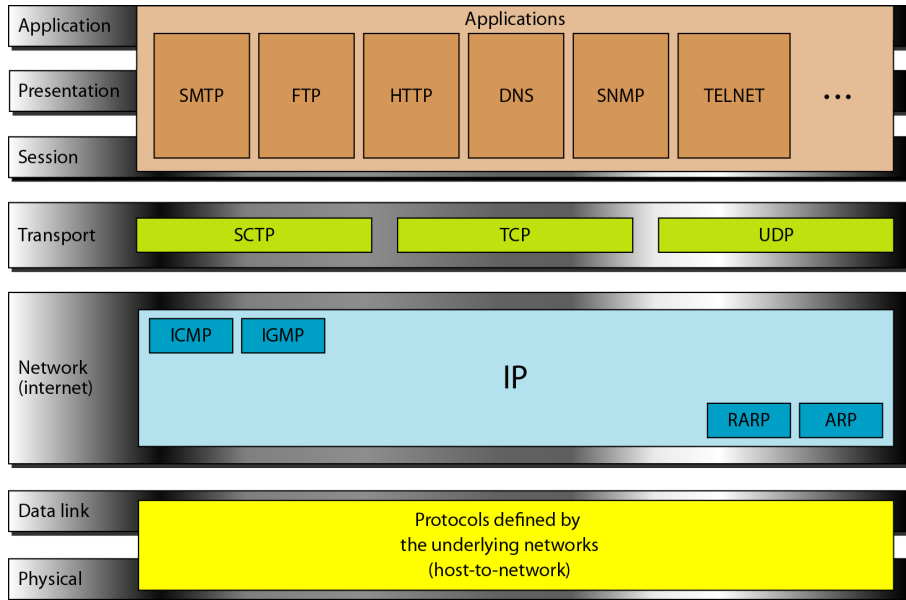 Application
Applications
Presentation
SMTP
FTP
HTTP
DNS
SNMP
TELNET
...
Session
Transport
SCTP
TCP
UDP
Network
(internet)
ICMP
IGMP
IP
RARP
ARP
Data link
Protocols defined by
the underlying networks
(host-to-network)
Physical